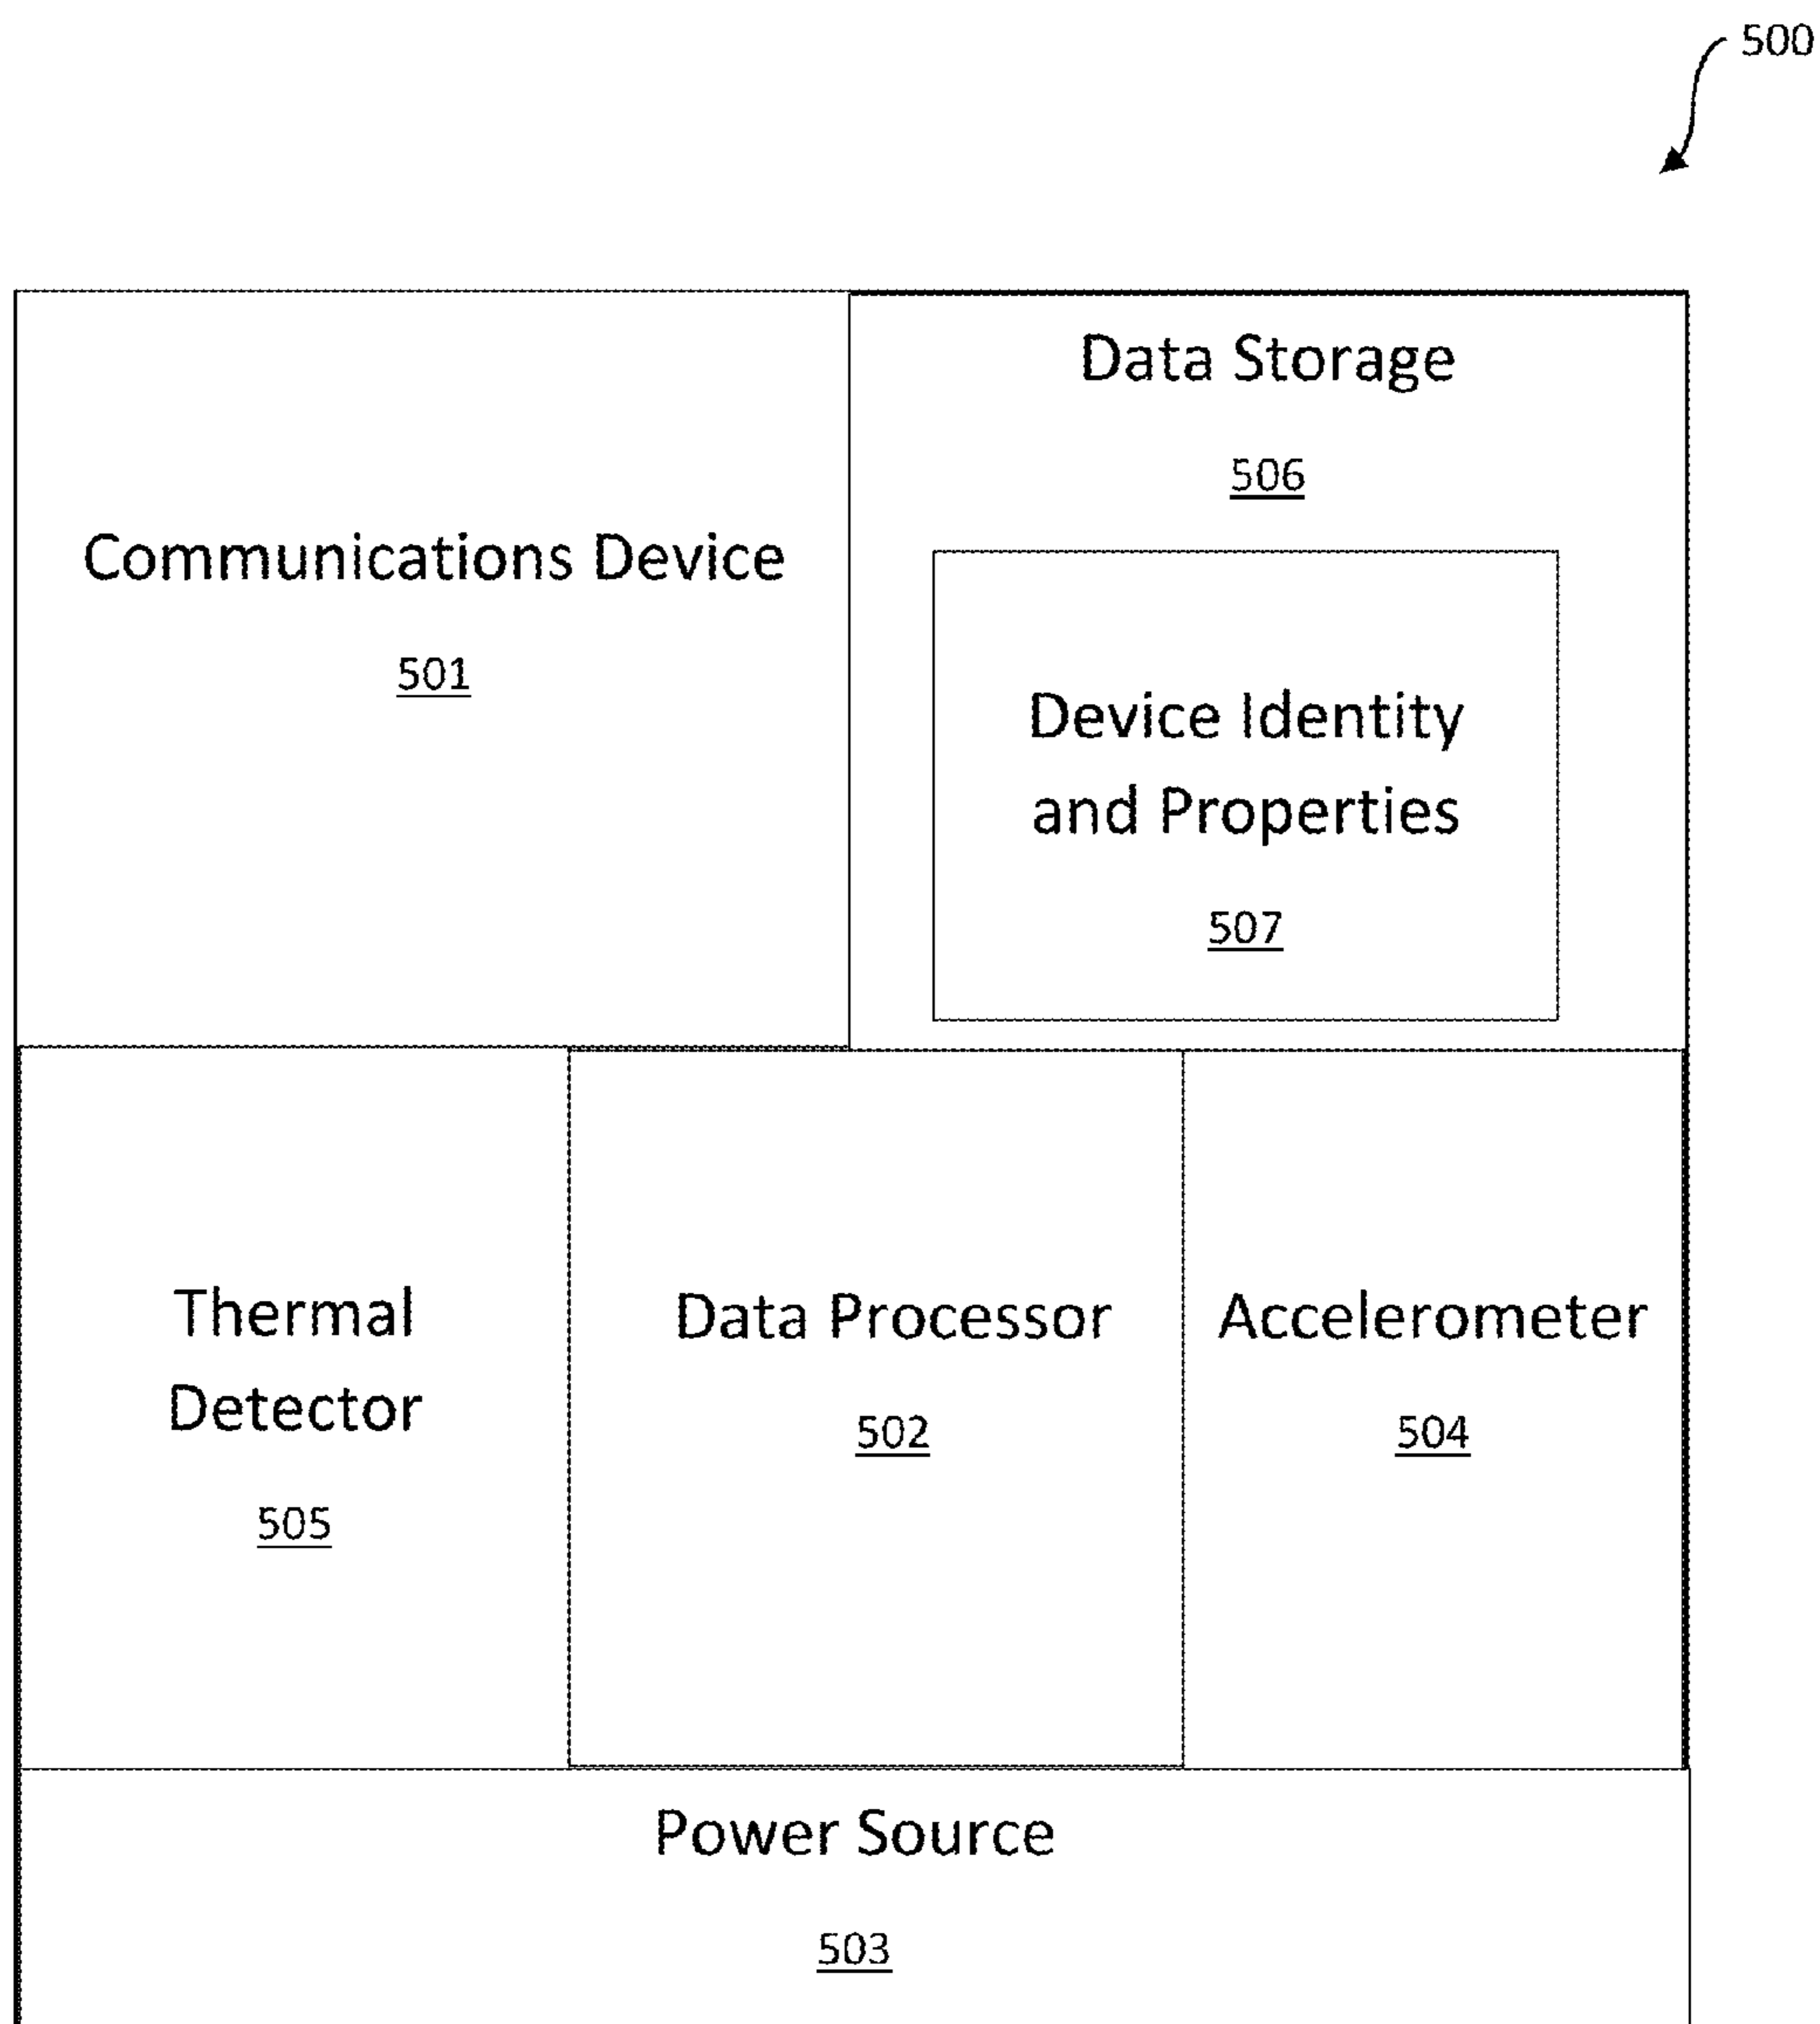 500
Communications Device
501
Data Storage
506
Device Identity
and Properties
507
Thermal
Detector
505
Data Processor
502
Accelerometer
504
Power Source
503